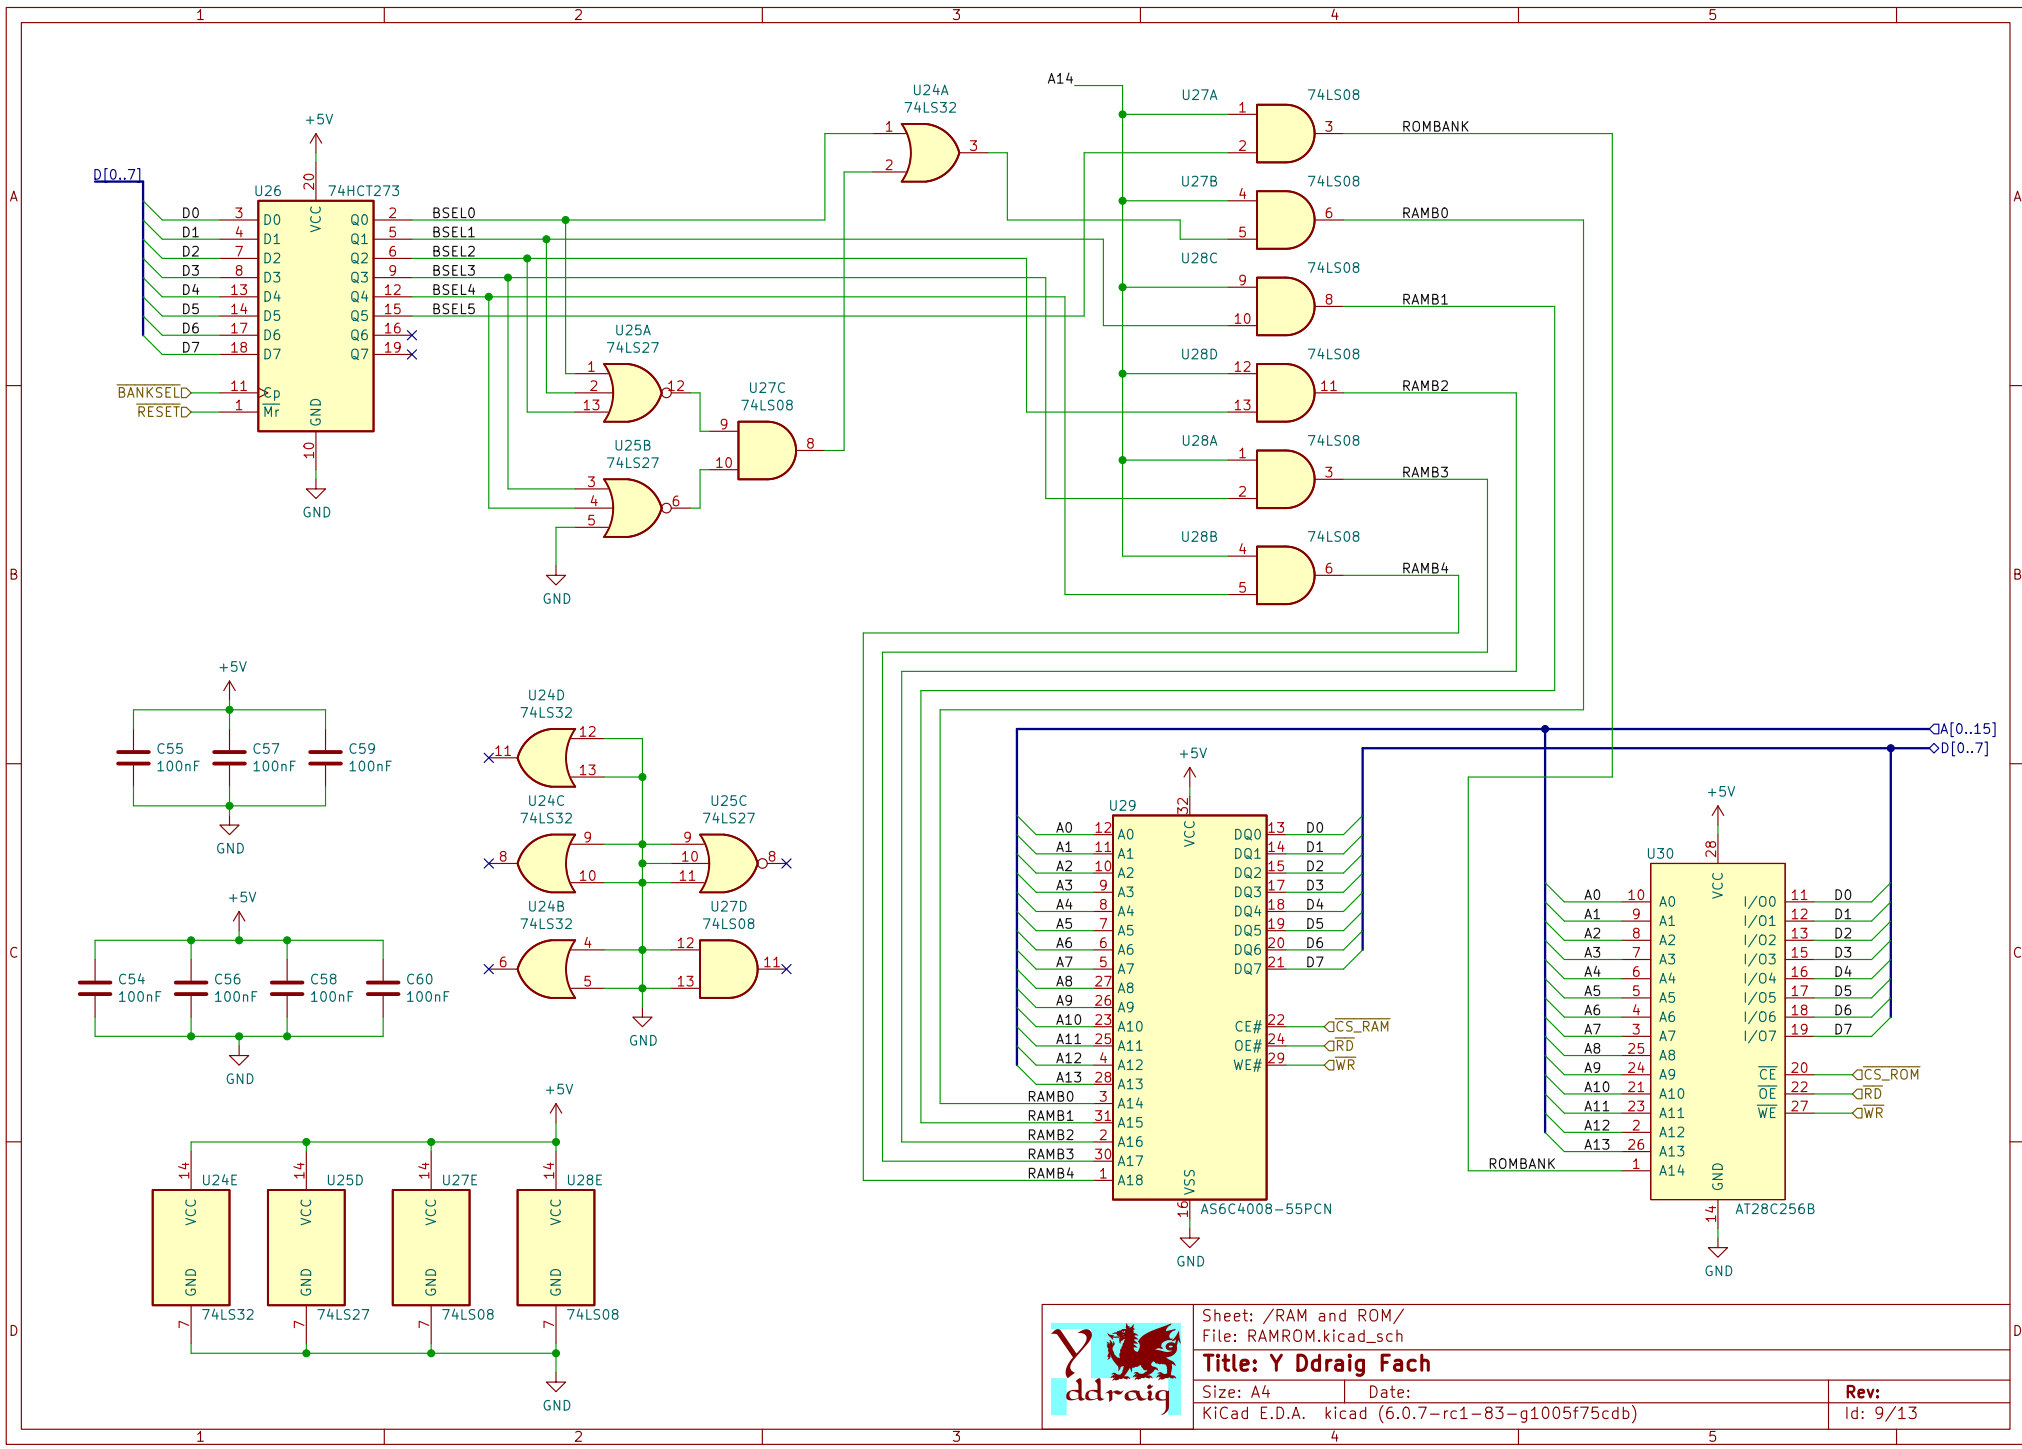 1 2 3 4 5
A
B
C
D
A
B
C
D
1 2 3 4 5
D[0..7]
+5V
20
U26 74HCT273
VCC
D0 3 D0 Q0 2 BSEL0
D1 4 D1 Q1 5 BSEL1
D2 7 D2 Q2 6 BSEL2
D3 8 D3 Q3 9 BSEL3
D4 13 D4 Q4 12 BSEL4
D5 14 D5 Q5 15 BSEL5
D6 17 D6 Q6 16
D7 18 D7 Q7 19
BANKSEL 11 Cp
RESET 1 Mr
GND
10
GND
U24A
74LS32
1
2
3
U25A
74LS27
1
2
13
12
U25B
74LS27
3
4
5
6
GND
U27C
74LS08
9
10
8
A14
U27A 74LS08
1
2
3 ROMBANK
U27B 74LS08
4
5
6 RAMB0
U28C 74LS08
9
10
8 RAMB1
U28D 74LS08
12
13
11 RAMB2
U28A 74LS08
1
2
3 RAMB3
U28B 74LS08
4
5
6 RAMB4
+5V
C55
100nF
C57
100nF
C59
100nF
GND
+5V
C54
100nF
C56
100nF
C58
100nF
C60
100nF
GND
U24D
74LS32
11
12
13
U24C
74LS32
8
9
10
U25C
74LS27
9
10
11
8
U24B
74LS32
6
4
5
U27D
74LS08
12
13
11
GND
+5V
14 U24E
VCC
GND
7 74LS32
14 U25D
VCC
GND
7 74LS27
14 U27E
VCC
GND
7 74LS08
14 U28E
VCC
GND
7 74LS08
GND
A[0..15]
D[0..7]
+5V
U29
32
VCC
A0 12 A0 DQ0 13 D0
A1 11 A1 DQ1 14 D1
A2 10 A2 DQ2 15 D2
A3 9 A3 DQ3 17 D3
A4 8 A4 DQ4 18 D4
A5 7 A5 DQ5 19 D5
A6 6 A6 DQ6 20 D6
A7 5 A7 DQ7 21 D7
A8 27 A8
A9 26 A9
A10 23 A10 CE# 22 CS_RAM
A11 25 A11 OE# 24 RD
A12 4 A12 WE# 29 WR
A13 28 A13
RAMB0 3 A14
RAMB1 31 A15
RAMB2 2 A16
RAMB3 30 A17
RAMB4 1 A18
VSS
16
AS6C4008-55PCN
GND
+5V
U30
28
VCC
A0 10 A0 I/O0 11 D0
A1 9 A1 I/O1 12 D1
A2 8 A2 I/O2 13 D2
A3 7 A3 I/O3 15 D3
A4 6 A4 I/O4 16 D4
A5 5 A5 I/O5 17 D5
A6 4 A6 I/O6 18 D6
A7 3 A7 I/O7 19 D7
A8 25 A8
A9 24 A9 CE 20 CS_ROM
A10 21 A10 OE 22 RD
A11 23 A11 WE 27 WR
A12 2 A12
A13 26 A13
ROMBANK 1 A14
GND
14
AT28C256B
GND
Y
ddraig
Sheet: /RAM and ROM/
File: RAMROM.kicad_sch
Title: Y Ddraig Fach
Size: A4 Date: Rev:
KiCad E.D.A. kicad (6.0.7-rc1-83-g1005f75cdb) Id: 9/13